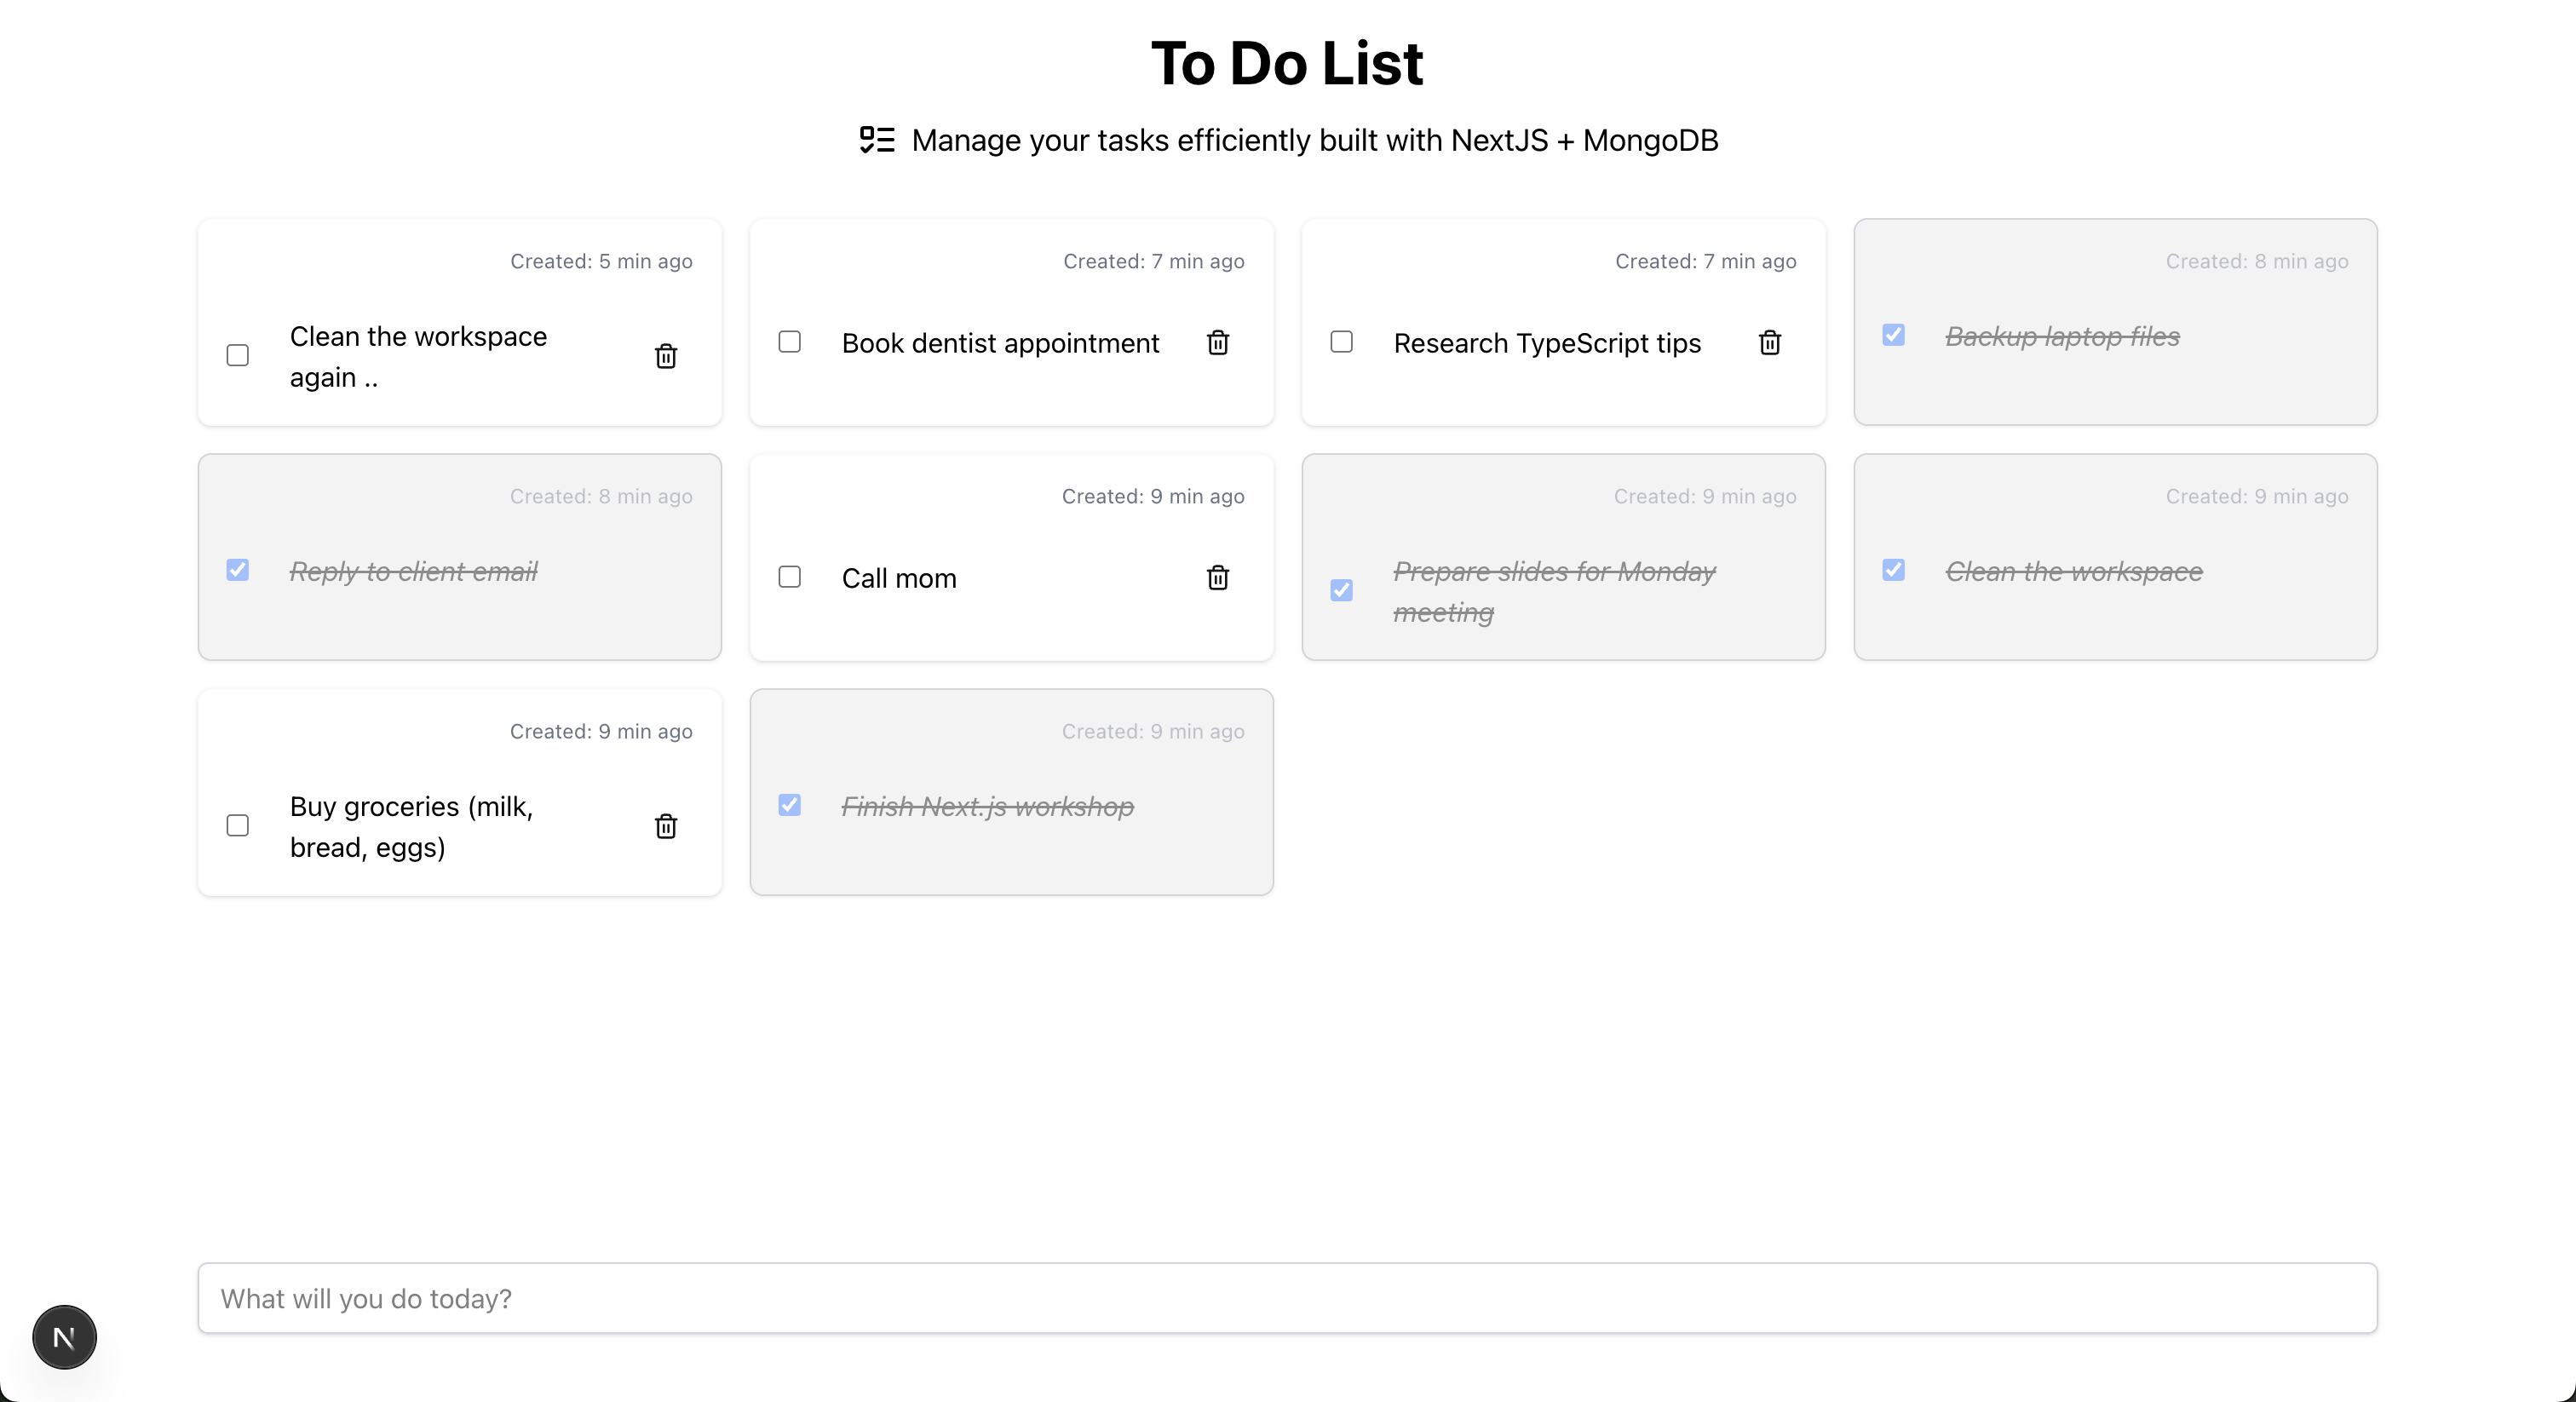 To Do List
Manage your tasks efficiently built with NextJS + MongoDB
Created: 5 min ago
Clean the workspace
again ..
Created: 7 min ago
Book dentist appointment
Created: 7 min ago
Research TypeScript tips
Created: 8 min ago
Backup laptop files
Created: 8 min ago
Reply to client email
Created: 9 min ago
Call mom
Created: 9 min ago
Prepare slides for Monday
meeting
Created: 9 min ago
Clean the workspace
Created: 9 min ago
Buy groceries (milk,
bread, eggs)
Created: 9 min ago
Finish Next.js workshop
What will you do today?
N